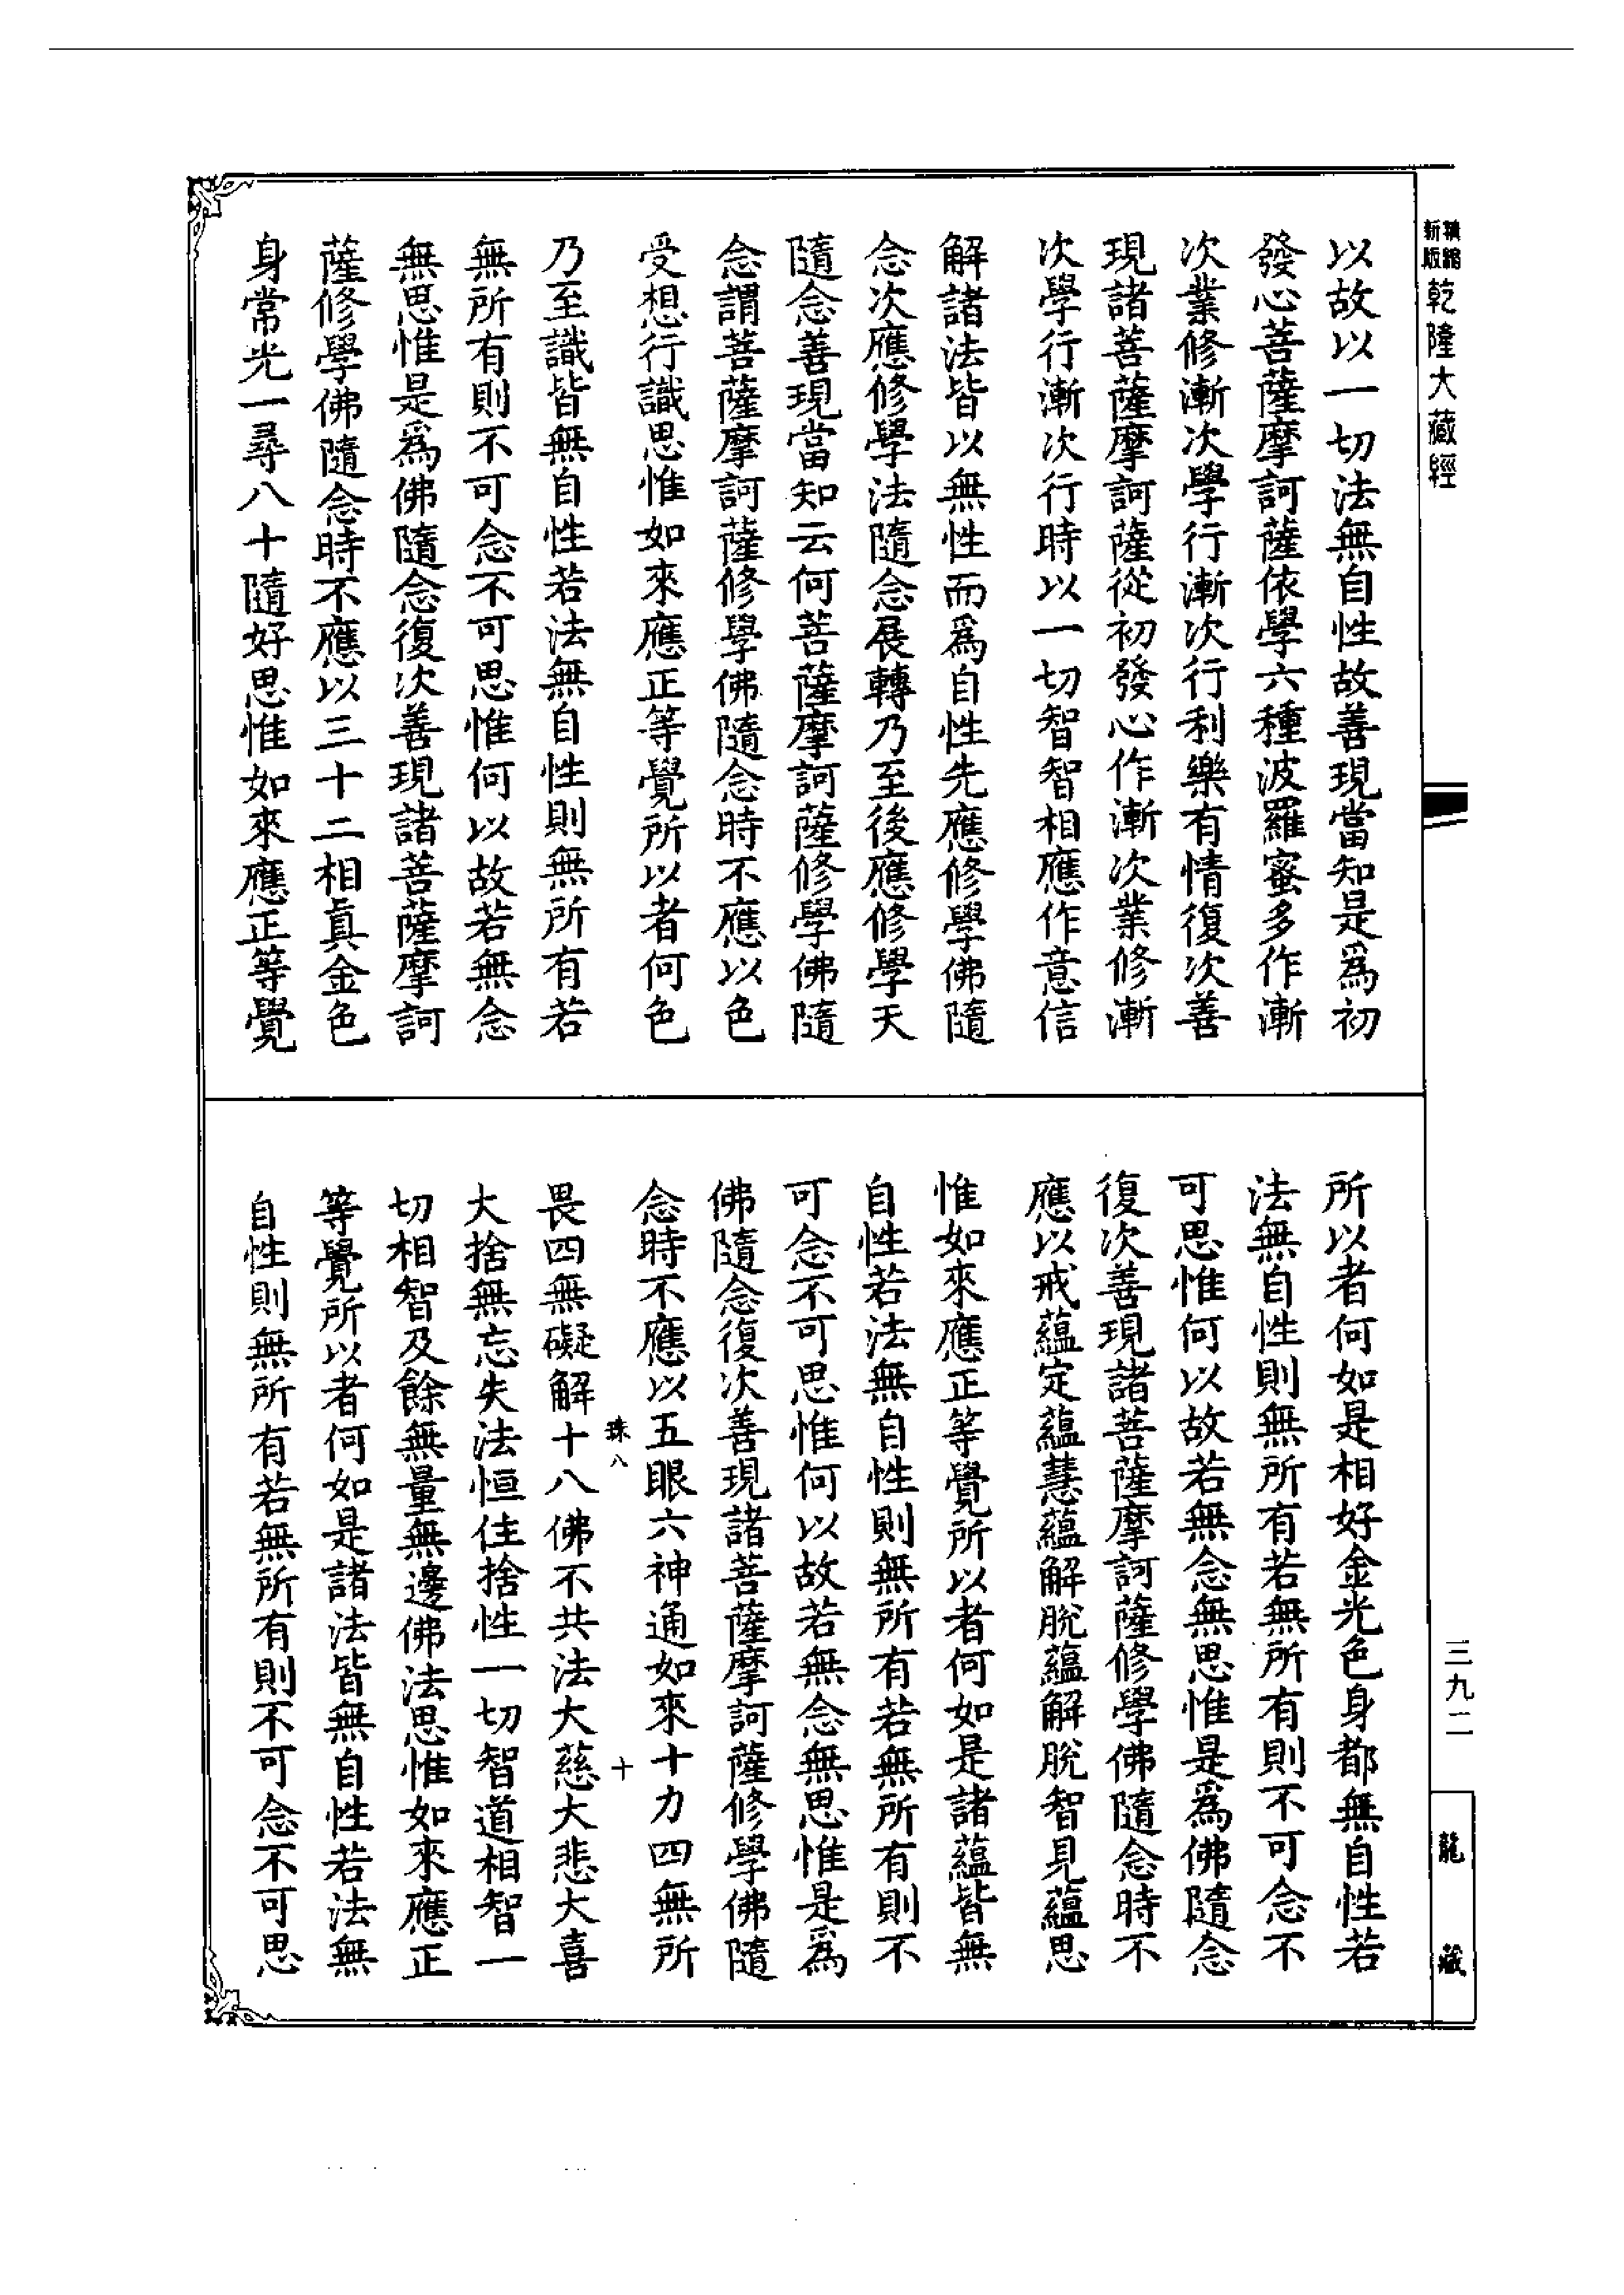 新版
乾隆大藏經
以故以一切法無自性故善現當知是爲初
發心菩薩摩訶薩依學六種波羅蜜多作漸
次業修漸次學行漸次行利樂有情復次善
現諸菩薩摩訶薩從初發心作漸次業修漸
次學行漸次行時以一切智智相應作意信
解諸法皆以無性而爲自性先應修學佛隨
念次應修學法隨念展轉乃至後應修學天
隨念善現當知云何菩薩摩訶薩修學佛隨
念謂菩薩摩訶薩修學佛隨念時不應以色
受想行識思惟如來應正等覺所以者何色
乃至識皆無自性若法無自性則無所有若
無所有則不可念不可思惟何以故若無念
無思惟是爲佛隨念復次善現諸菩薩摩訶
薩修學佛隨念時不應以三十二相真金色
身常光一尋八十隨好思惟如來應正等覺
所以者何如是相好金光色身都無自性若
法無自性則無所有若無所有則不可念不
可思惟何以故若無念無思惟是爲佛隨念
復次善現諸菩薩摩訶薩修學佛隨念時不
應以戒蘊定蘊慧蘊解脫蘊解脫智見蘊思
惟如來應正等覺所以者何如是諸蘊皆無
自性若法無自性則無所有若無所有則不
可念不可思惟何以故若無念無思惟是爲
佛隨念復次善現諸菩薩摩訶薩修學佛隨
念時不應以五眼六神通如來十力四無所
珠八
十
畏四無礙解十八佛不共法大慈大悲大喜
大捨無忘失法恒住捨性一切智道相智一
切相智及餘無量無邊佛法思惟如來應正
等覺所以者何如是諸法皆無自性若法無
自性則無所有若無所有則不可念不可思
三九二
龍藏